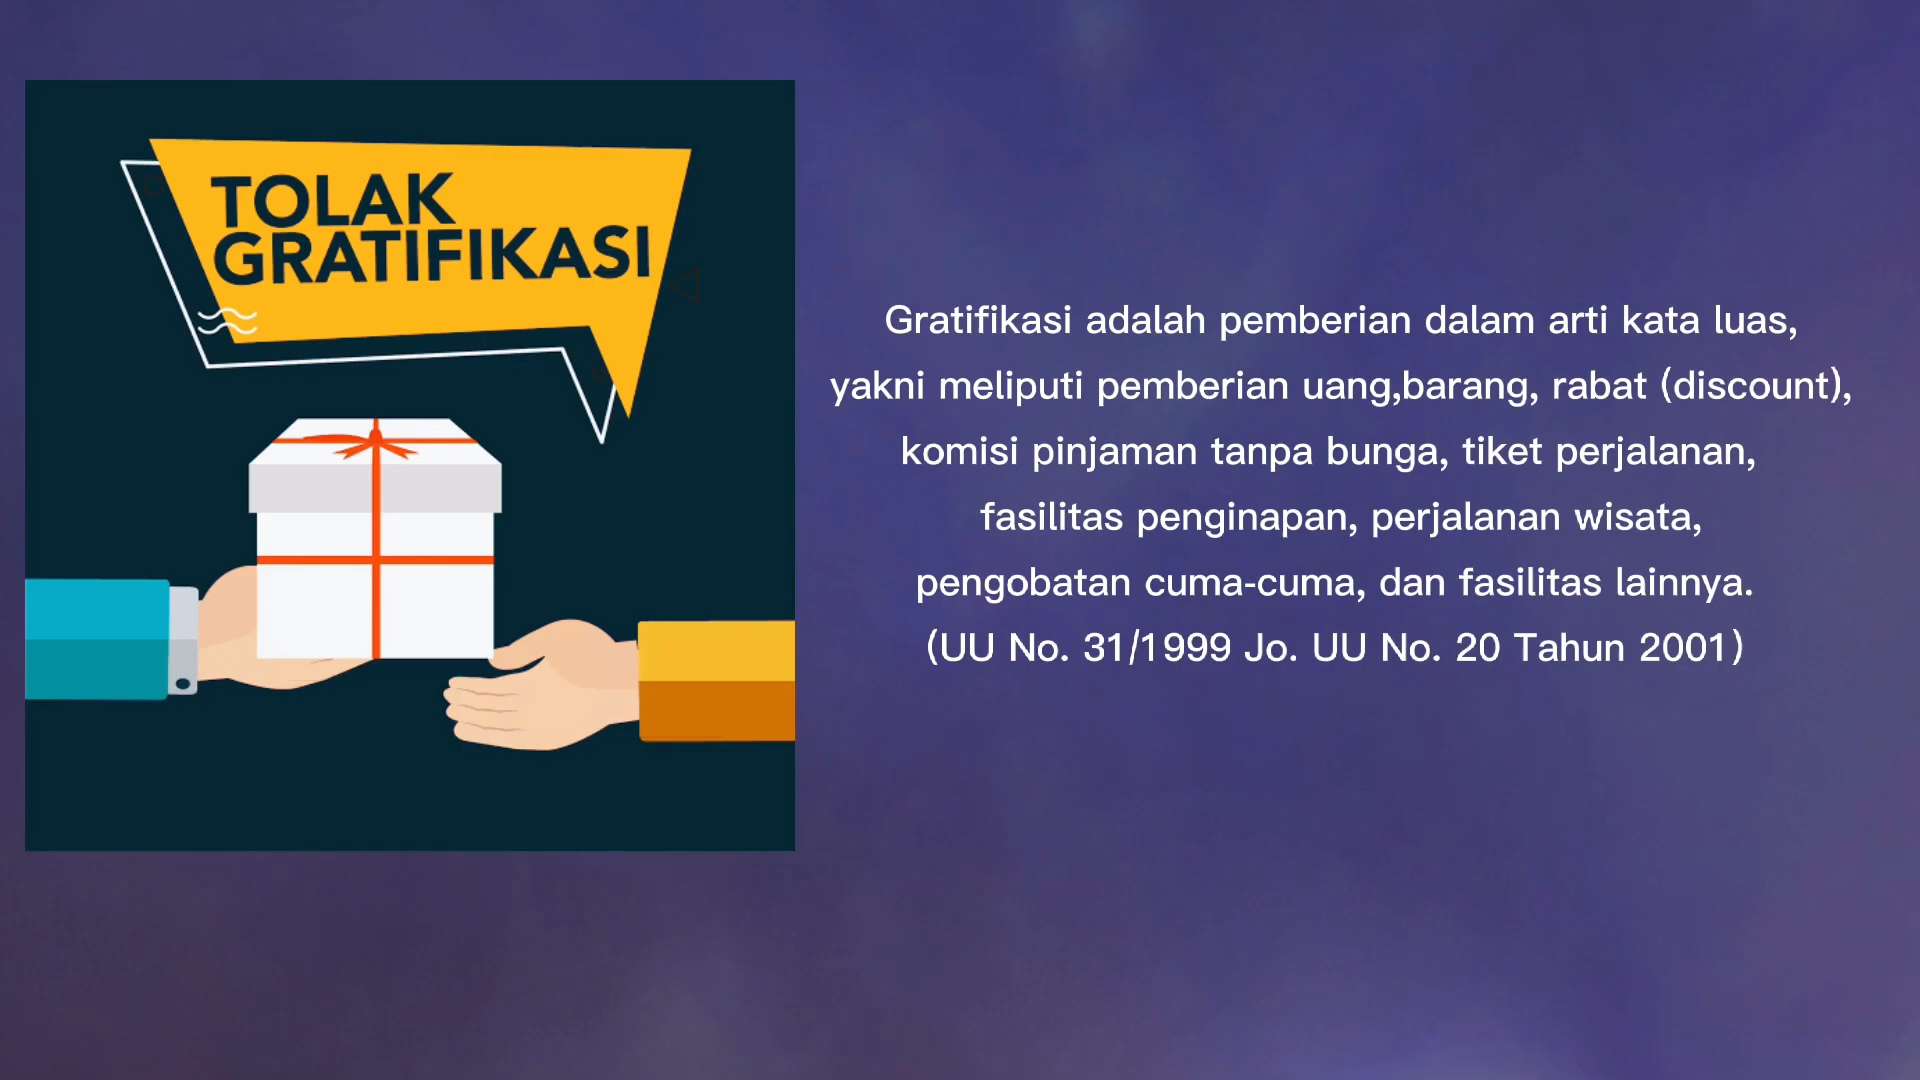 TOLAK
GRATIFIKASI
Gratifikasi adalah pemberian dalam arti kata luas,
yakni meliputi pemberian uang,barang, rabat (discount),
komisi pinjaman tanpa bunga, tiket perjalanan,
fasilitas penginapan, perjalanan wisata,
pengobatan cuma-cuma, dan fasilitas lainnya.
(UU No. 31/1999 Jo. UU No. 20 Tahun 2001)